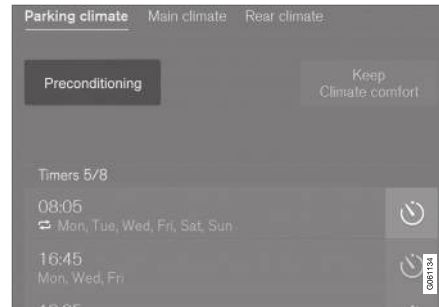 Parking climate Main climate Rear climate
Preconditioning
Keep
Climate comfort
Timers 5/8
08:05
Mon, Tue, Wed, Fri, Sat, Sun
16:45
Mon, Wed, Fri
G061134